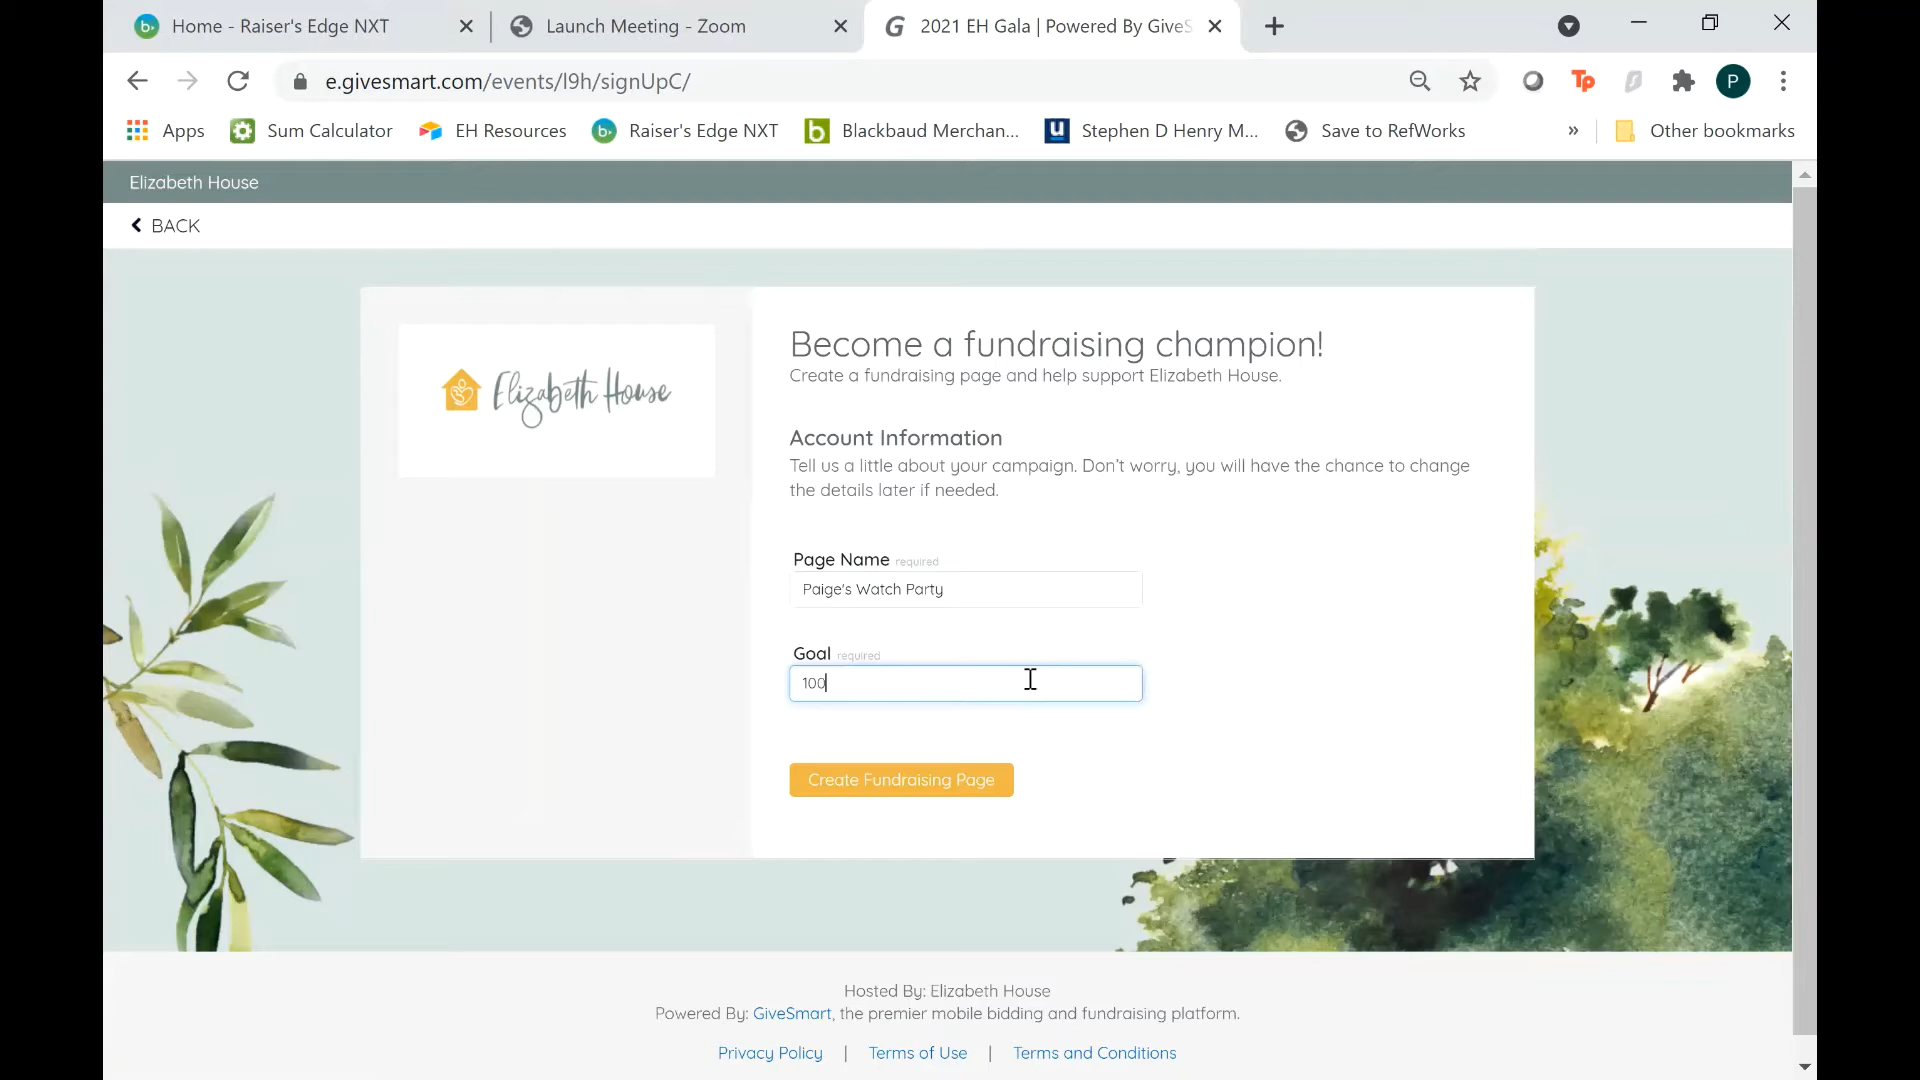 Home - Raiser's Edge NXT
Launch Meeting - Zoom
2021 EH Gala | Powered By GiveS
e.givesmart.com/events/l9h/signUpC/
Tp
P
Apps
Sum Calculator
EH Resources
Raiser's Edge NXT
Blackbaud Merchan...
Stephen D Henry M...
Save to RefWorks
»
Other bookmarks
Elizabeth House
BACK
Elizabeth House
Become a fundraising champion!
Create a fundraising page and help support Elizabeth House.
Account Information
Tell us a little about your campaign. Don't worry, you will have the chance to change
the details later if needed.
Page Name required
Paige's Watch Party
Goal required
100
Create Fundraising Page
Hosted By: Elizabeth House
Powered By: GiveSmart, the premier mobile bidding and fundraising platform.
Privacy Policy | Terms of Use | Terms and Conditions